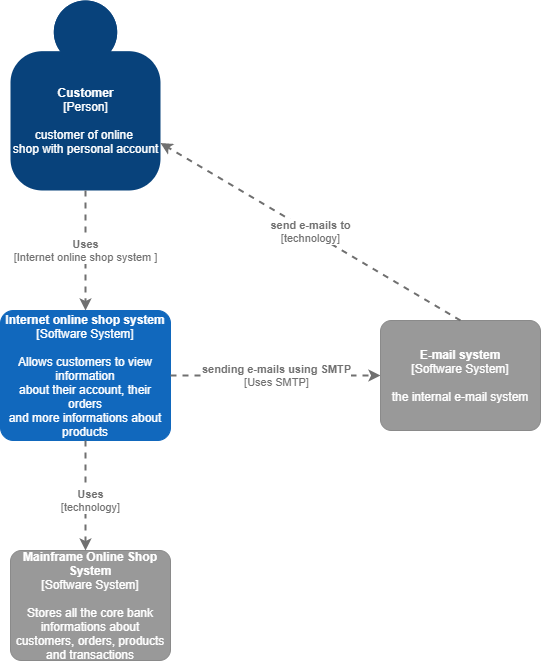 Customer
[Person]
customer of online
shop with personal account
send e-mails to
[technology]
Uses
[Internet online shop system ]
Internet online shop system
[Software System]
Allows customers to view
information
about their account, their
orders
and more informations about
products
sending e-mails using SMTP
[Uses SMTP]
E-mail system
[Software System]
the internal e-mail system
Uses
[technology]
Mainframe Online Shop
System
[Software System]
Stores all the core bank
informations about
customers, orders, products
and transactions